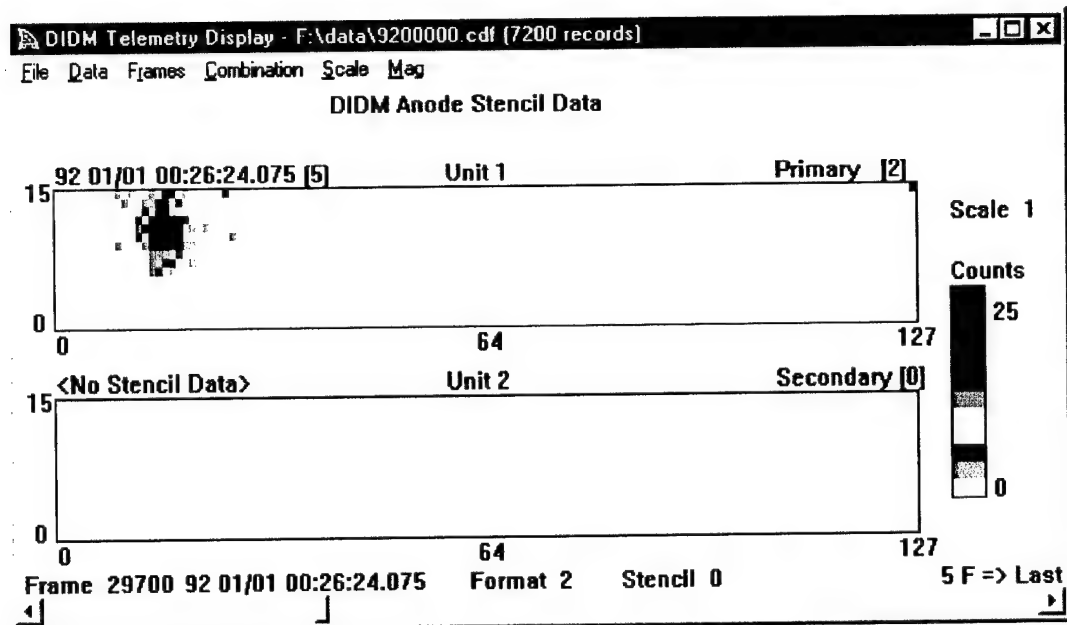 DIDM Telemetry Display - F:\data\9200000.cdf (7200 records)
File Data Frames Combination Scale Mag
DIDM Anode Stencil Data
92 01/01 00:26:24.075 [5] Unit 1 Primary [2]
15
Scale 1
Counts
25
0
0 64 127
<No Stencil Data> Unit 2 Secondary [0]
15
0
0
0 64 127
Frame 29700 92 01/01 00:26:24.075 Format 2 Stencil 0 5 F => Last